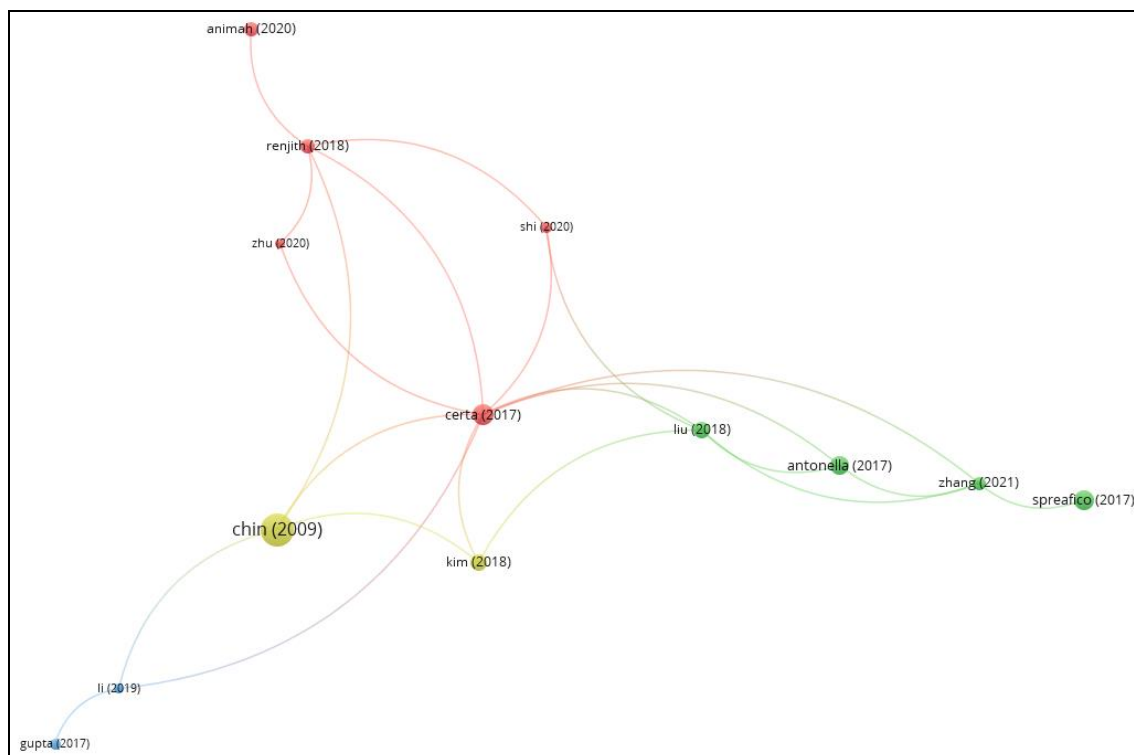 animah (2020)
renjith (2018)
shi (2020)
zhu (2020)
certa (2017)
liu (2018)
antonella (2017)
zhang (2021)
spreafico (2017)
chin (2009)
kim (2018)
li (2019)
gupta (2017)